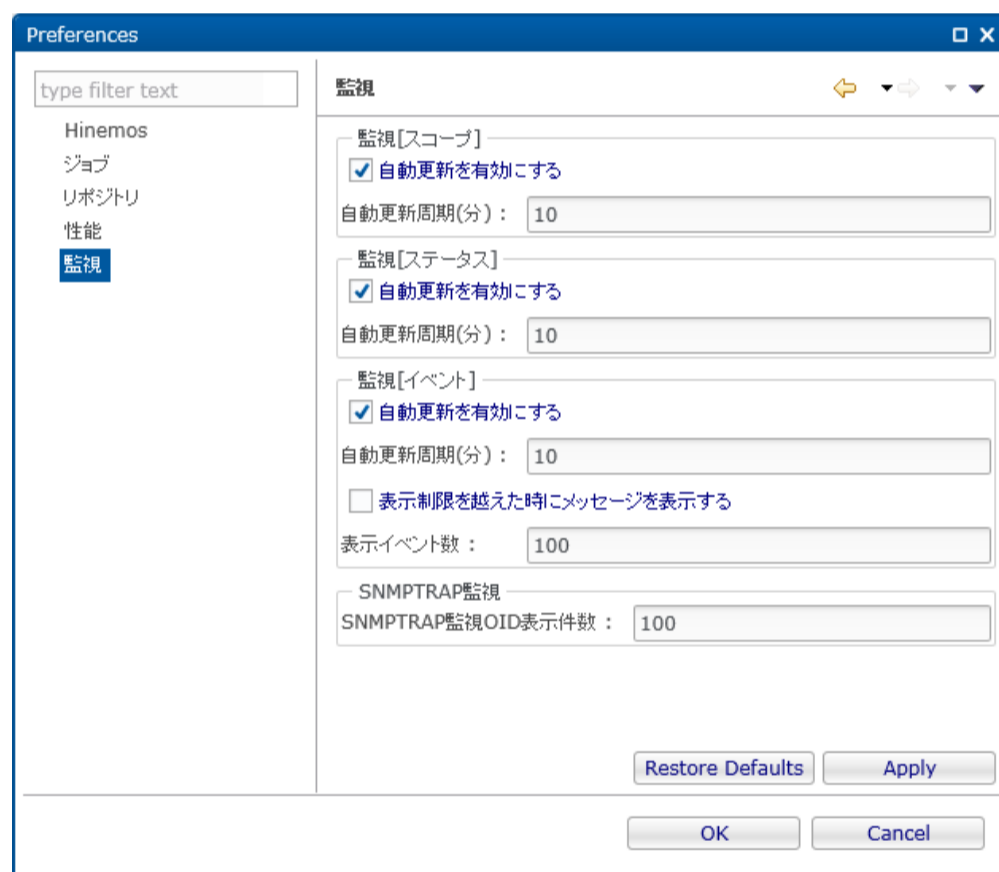 Preferences
type filter text
Hinemos
ジョブ
リポジトリ
性能
監視
監視
監視[スコープ]
自動更新を有効にする
自動更新周期(分)： 10
監視[ステータス]
自動更新を有効にする
自動更新周期(分)： 10
監視[イベント]
自動更新を有効にする
自動更新周期(分)： 10
表示制限を越えた時にメッセージを表示する
表示イベント数： 100
SNMPTRAP監視
SNMPTRAP監視OID表示件数： 100
Restore Defaults Apply
OK Cancel